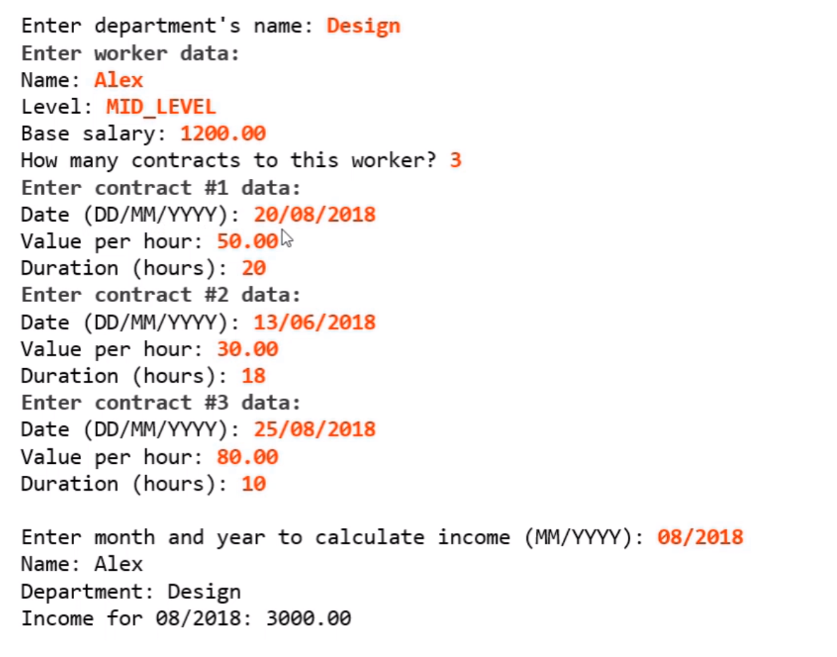 Enter department's name: Design
Enter worker data:
Name: Alex
Level: MID_LEVEL
Base salary: 1200.00
How many contracts to this worker? 3
Enter contract #1 data:
Date (DD/MM/YYYY): 20/08/2018
Value per hour: 50.00
Duration (hours): 20
Enter contract #2 data:
Date (DD/MM/YYYY): 13/06/2018
Value per hour: 30.00
Duration (hours): 18
Enter contract #3 data:
Date (DD/MM/YYYY): 25/08/2018
Value per hour: 80.00
Duration (hours): 10
Enter month and year to calculate income (MM/YYYY): 08/2018
Name: Alex
Department: Design
Income for 08/2018: 3000.00